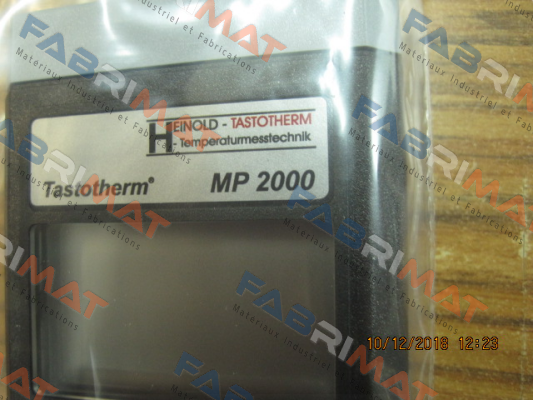 HEINOLD - TASTOTHERM
- Temperaturmesstechnik
Tastotherm® MP 2000
10/12/2018 12:23
FABRIMAT
Materiaux Industriel et Fabrications